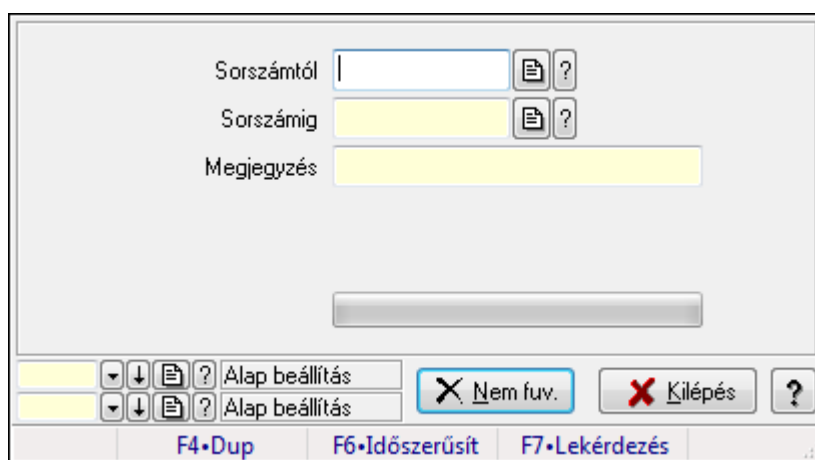 Sorszámtól ?
Sorszámig ?
Megjegyzés
? Alap beállítás
? Alap beállítás
Nem fuv. Kilépés ?
F4•Dup F6•Időszerűsít F7•Lekérdezés